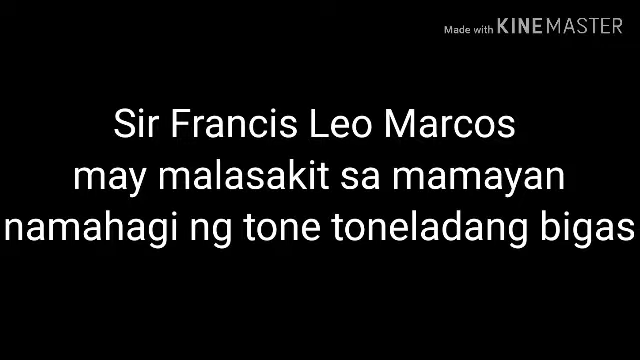 Made with KINEMASTER
Sir Francis Leo Marcos
may malasakit sa mamayan
namahagi ng tone toneladang bigas